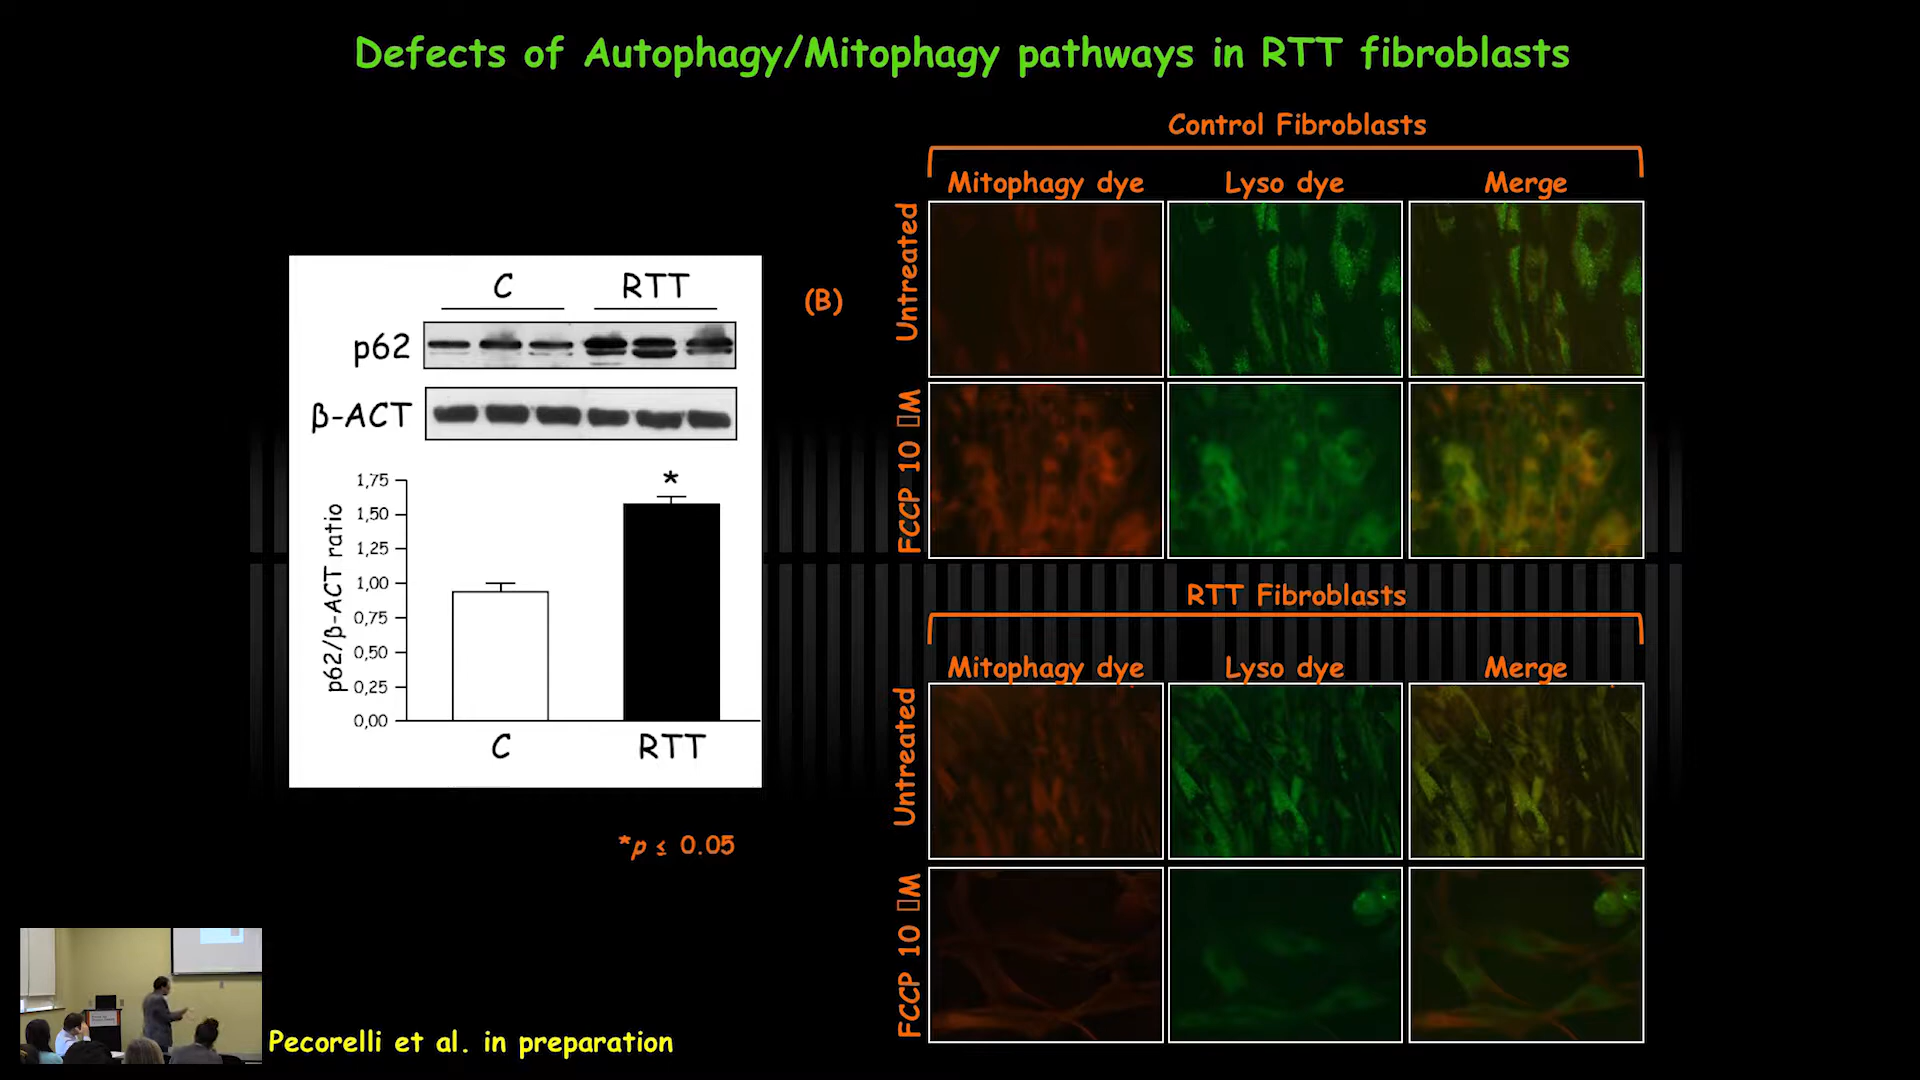 Defects of Autophagy/Mitophagy pathways in RTT fibroblasts
C RTT
p62
β-ACT
*
p62/β-ACT ratio
1,75
1,50
1,25
1,00
0,75
0,50
0,25
0,00
C RTT
*p ≤ 0.05
(B)
Control Fibroblasts
Mitophagy dye Lyso dye Merge
Untreated
FCCP 10 ▯M
RTT Fibroblasts
Mitophagy dye Lyso dye Merge
Untreated
FCCP 10 ▯M
Pecorelli et al. in preparation